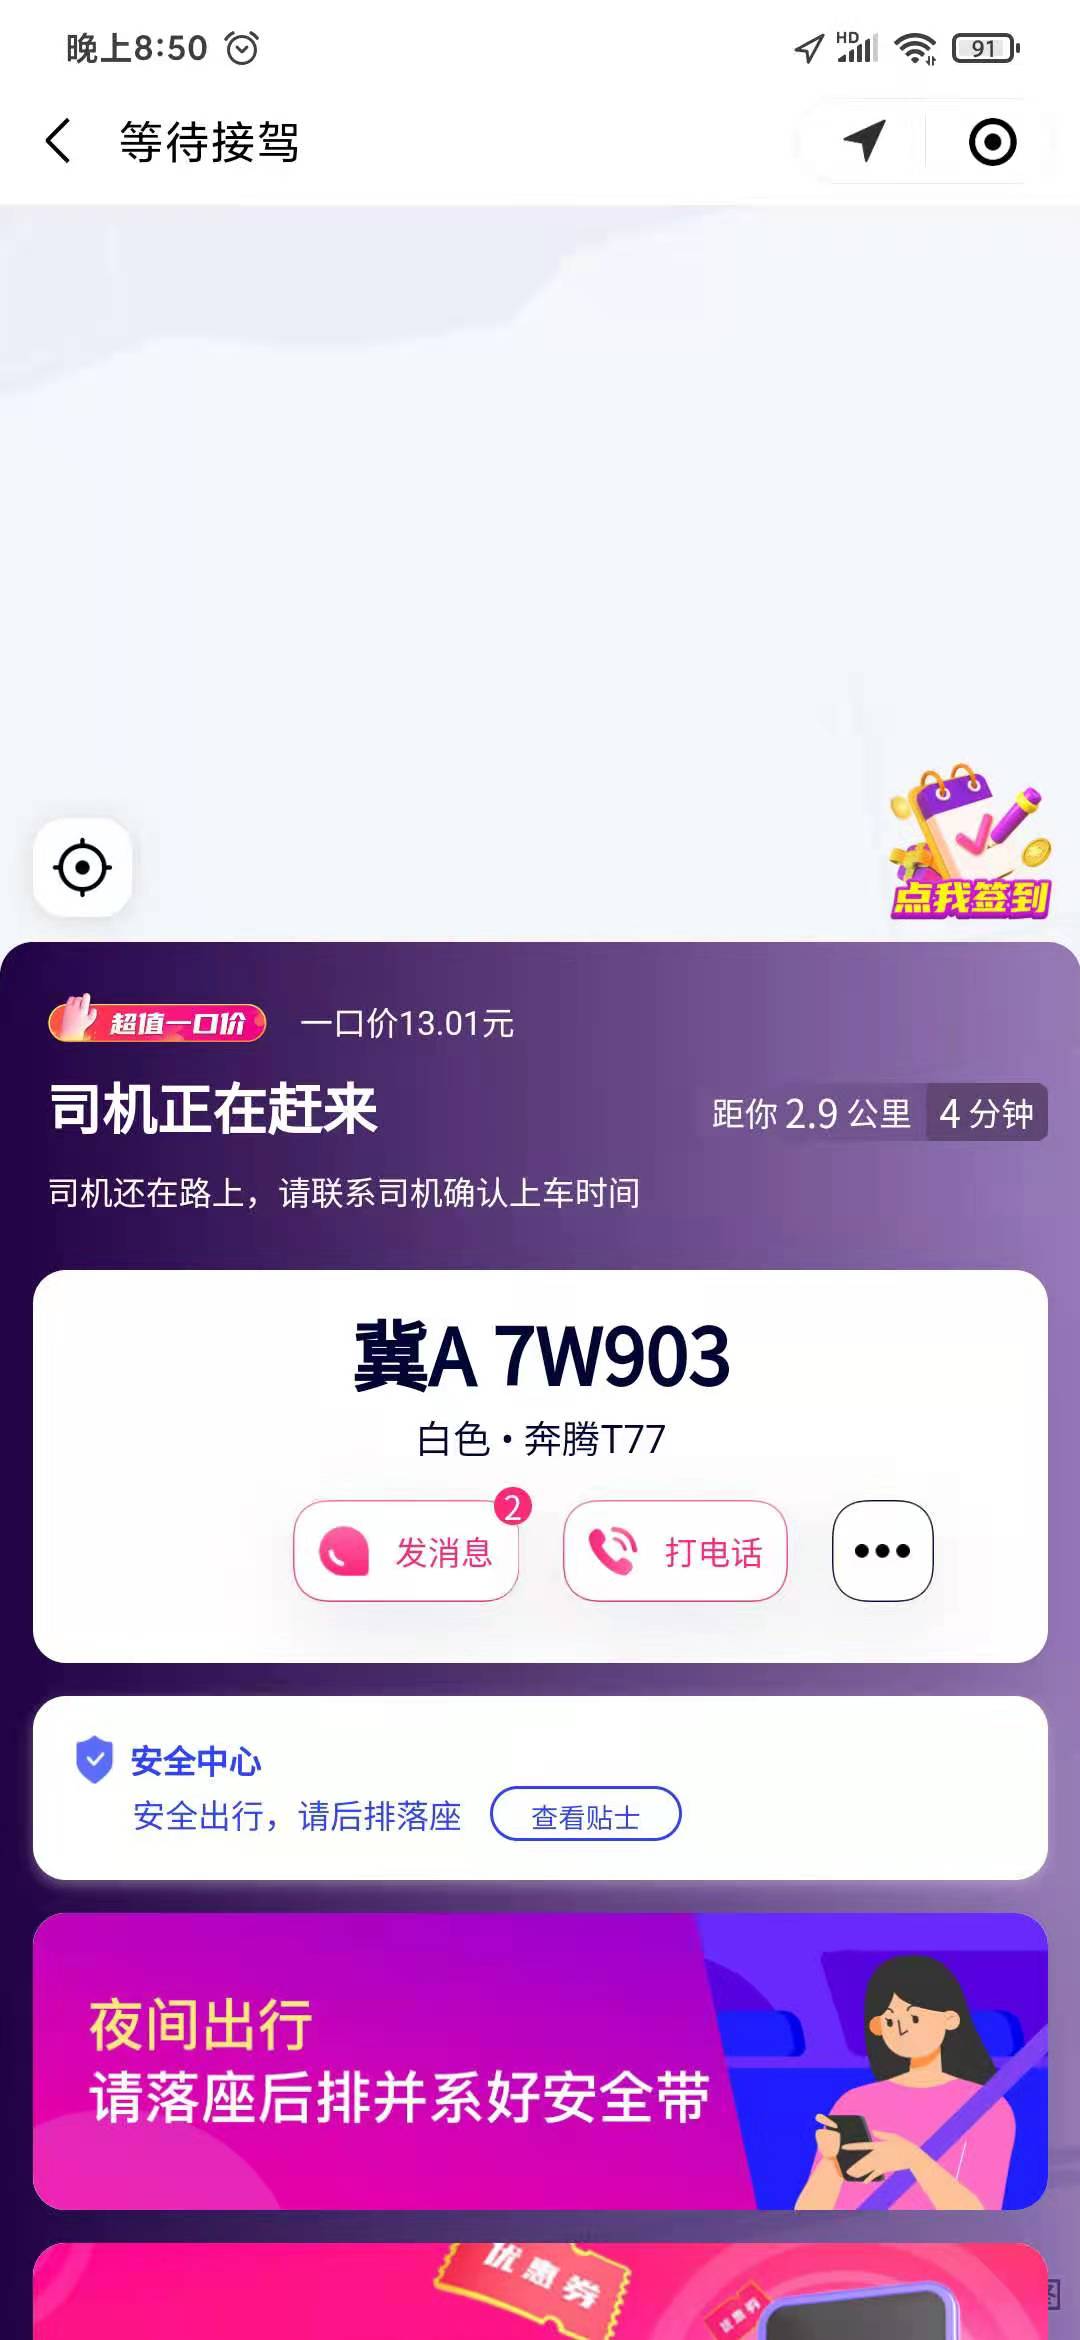 晚上8:50
HD
91
等待接驾
点我签到
超值一口价 一口价13.01元
司机正在赶来
距你 2.9 公里 4 分钟
司机还在路上，请联系司机确认上车时间
冀A 7W903
白色·奔腾T77
发消息 2
打电话
安全中心
安全出行，请后排落座 查看贴士
夜间出行
请落座后排并系好安全带
优惠券
优惠券